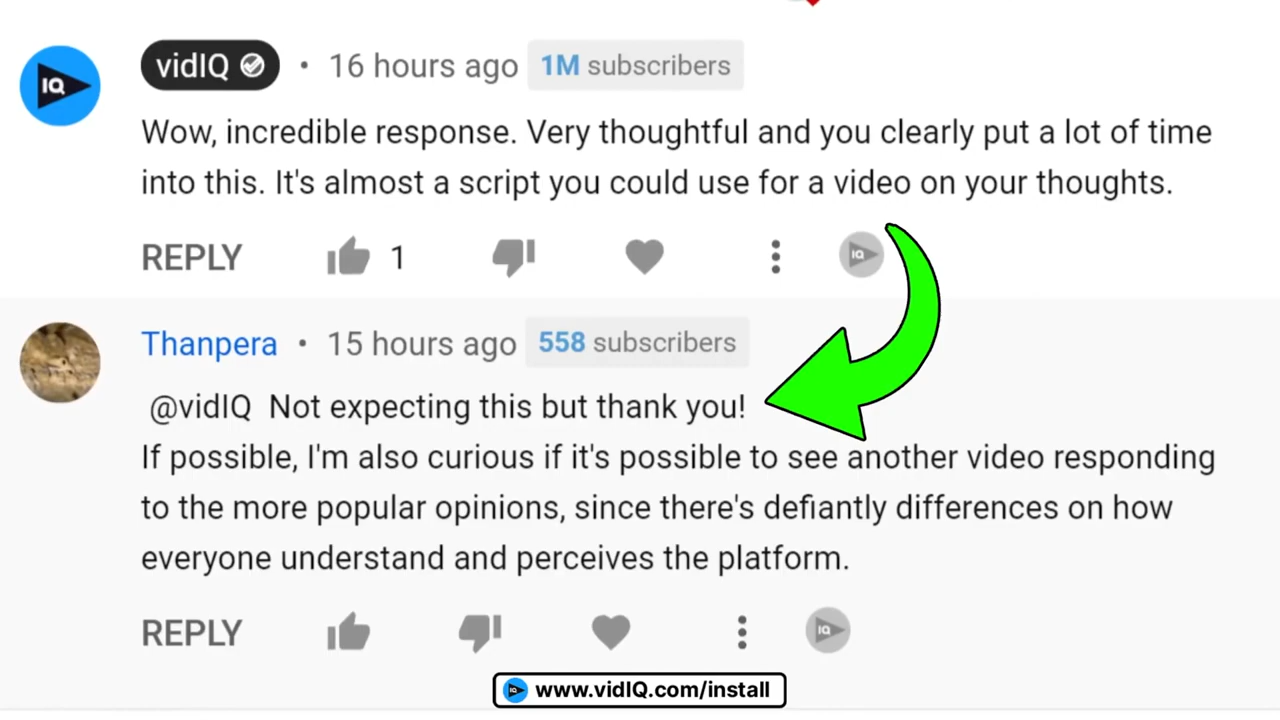 vidIQ • 16 hours ago 1M subscribers
Wow, incredible response. Very thoughtful and you clearly put a lot of time
into this. It's almost a script you could use for a video on your thoughts.
REPLY 1
IQ
IQ
Thanpera • 15 hours ago 558 subscribers
@vidIQ Not expecting this but thank you!
If possible, I'm also curious if it's possible to see another video responding
to the more popular opinions, since there's defiantly differences on how
everyone understand and perceives the platform.
REPLY
IQ
www.vidIQ.com/install